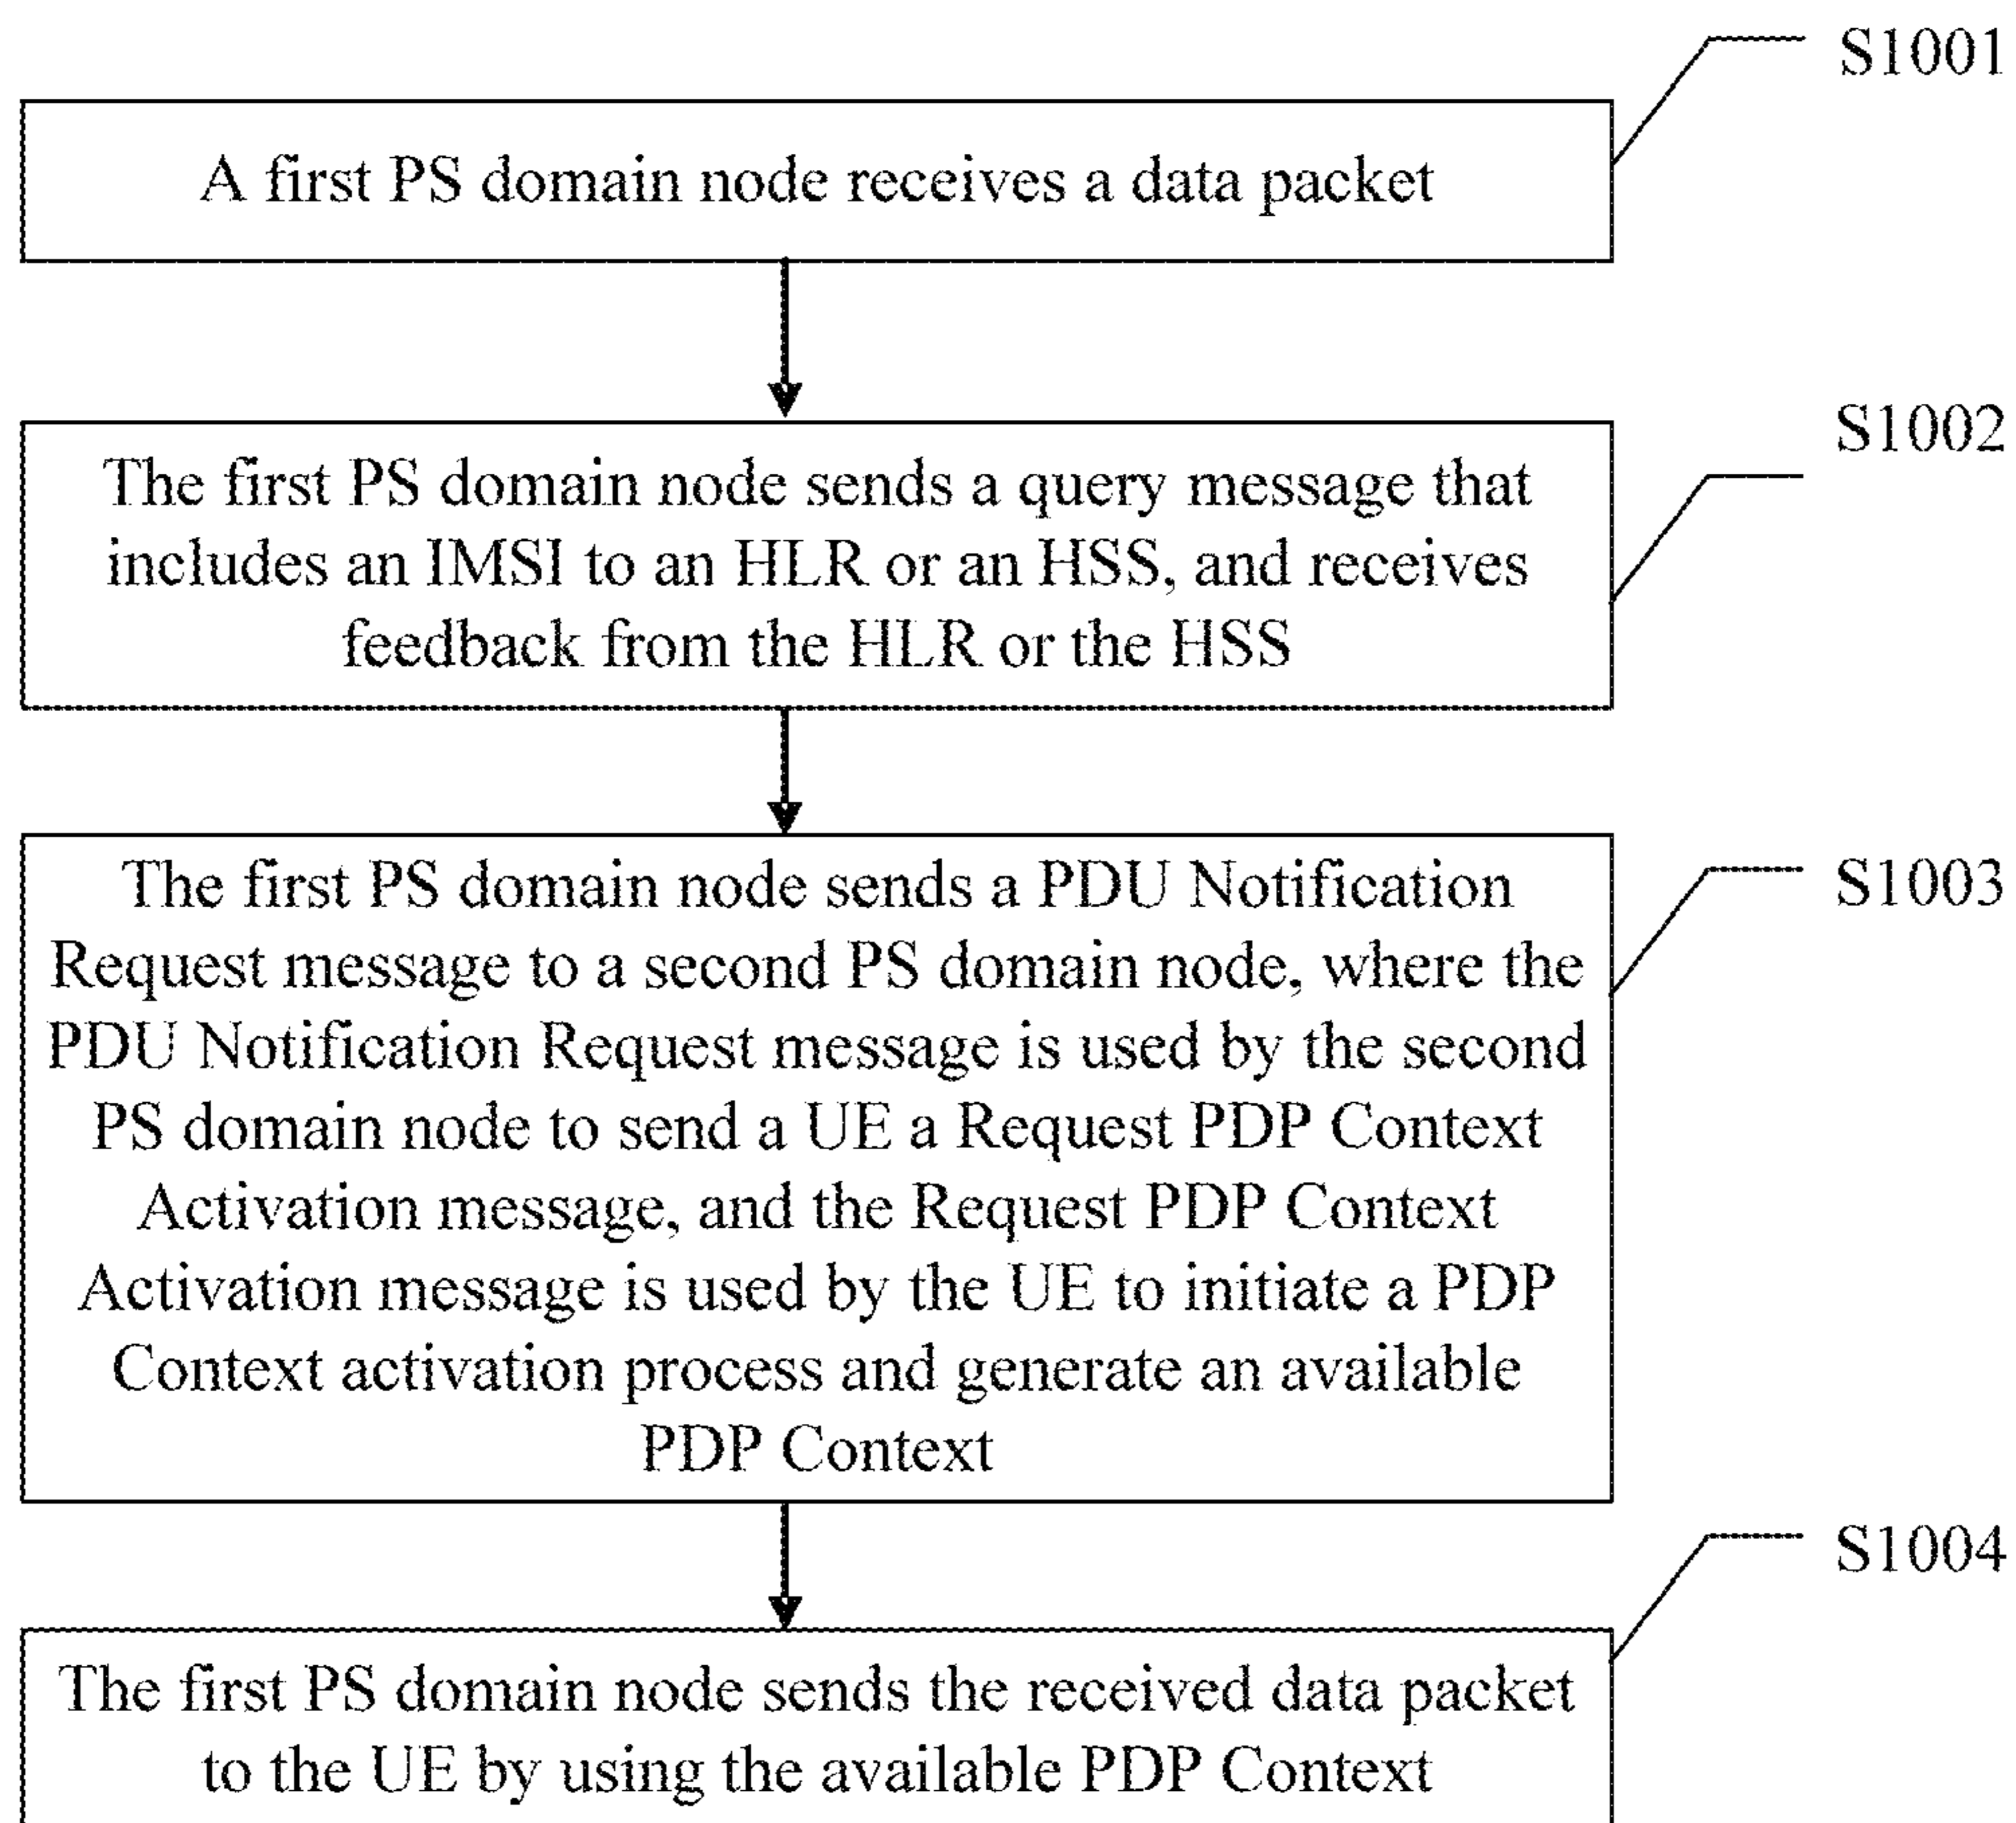 S1001
A first PS domain node receives a data packet
S1002
The first PS domain node sends a query message that
includes an IMSI to an HLR or an HSS, and receives
feedback from the HLR or the HSS
S1003
The first PS domain node sends a PDU Notification
Request message to a second PS domain node, where the
PDU Notification Request message is used by the second
PS domain node to send a UE a Request PDP Context
Activation message, and the Request PDP Context
Activation message is used by the UE to initiate a PDP
Context activation process and generate an available
PDP Context
S1004
The first PS domain node sends the received data packet
to the UE by using the available PDP Context